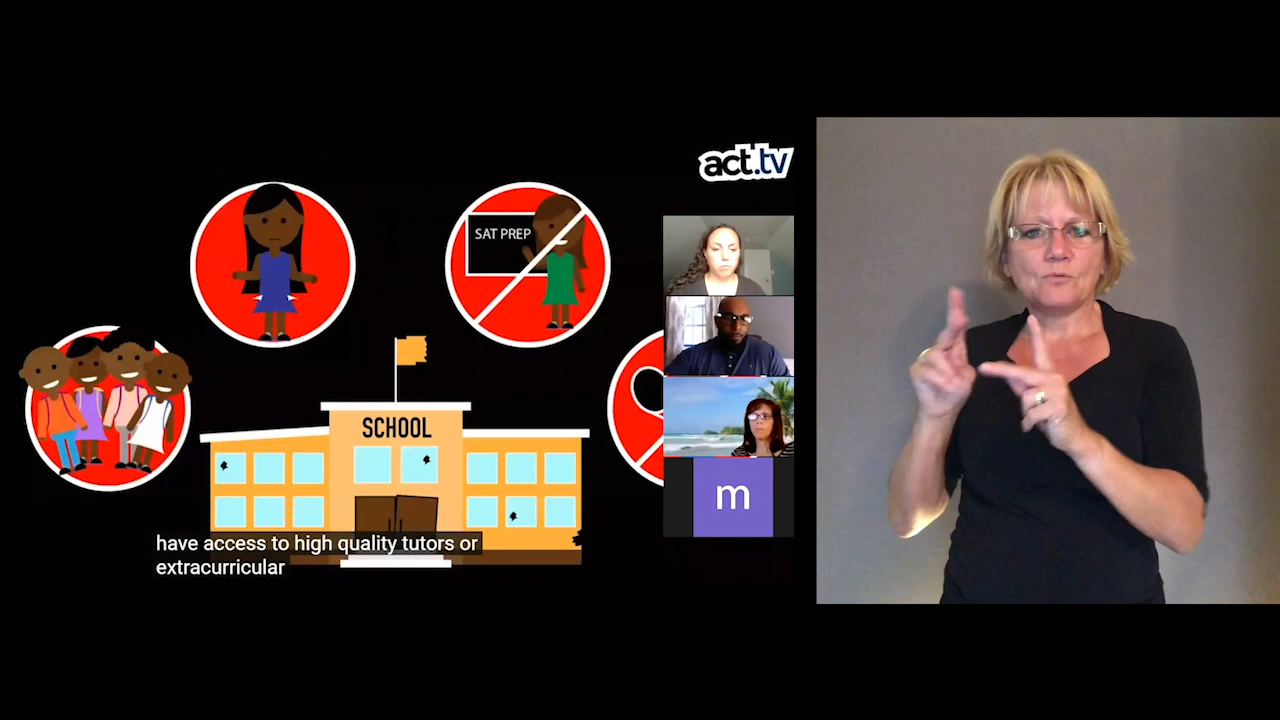 act.tv
SAT PREP
SCHOOL
m
have access to high quality tutors or
extracurricular